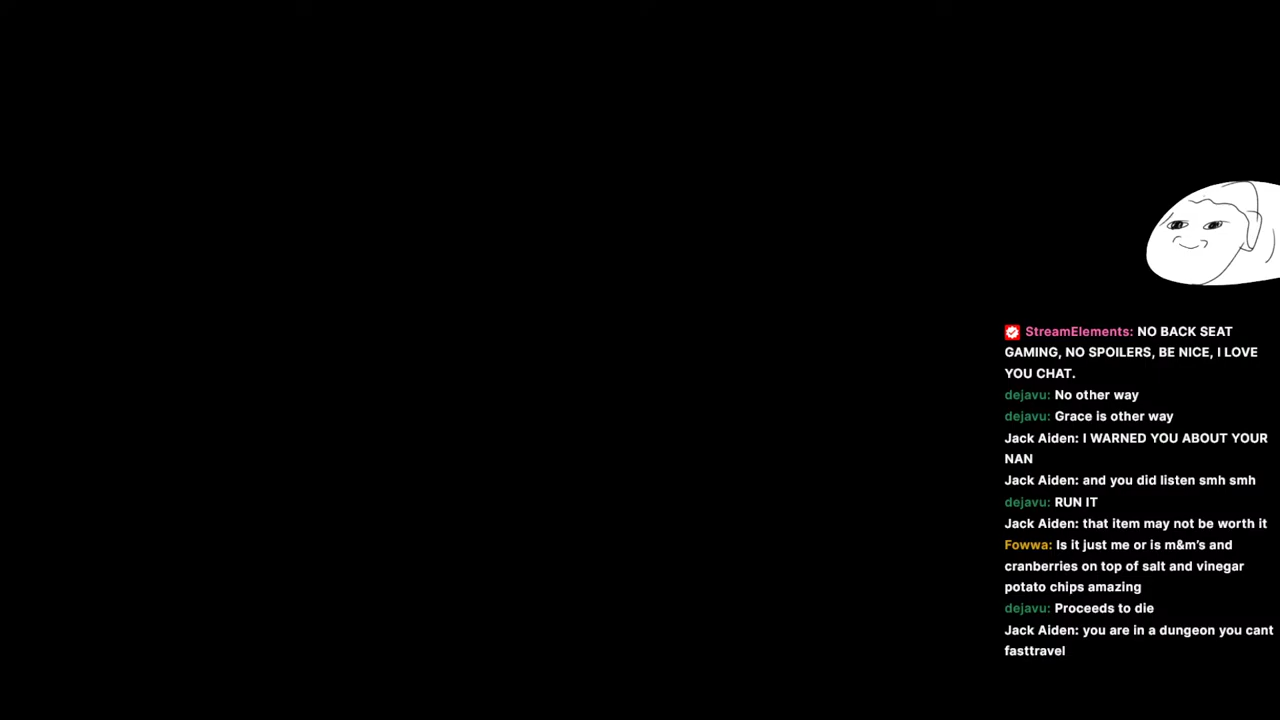 StreamElements: NO BACK SEAT
GAMING, NO SPOILERS, BE NICE, I LOVE
YOU CHAT.
dejavu: No other way
dejavu: Grace is other way
Jack Aiden: I WARNED YOU ABOUT YOUR
NAN
Jack Aiden: and you did listen smh smh
dejavu: RUN IT
Jack Aiden: that item may not be worth it
Fowwa: Is it just me or is m&m’s and
cranberries on top of salt and vinegar
potato chips amazing
dejavu: Proceeds to die
Jack Aiden: you are in a dungeon you cant
fasttravel